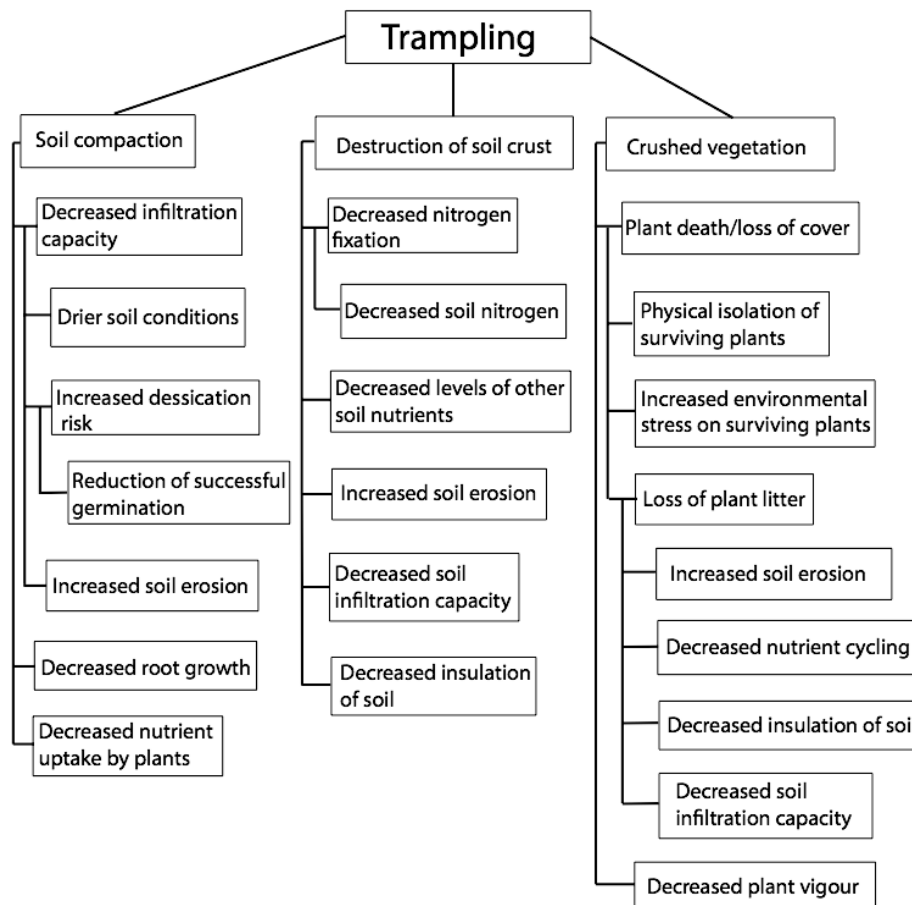 Trampling
Soil compaction
Decreased infiltration
capacity
Drier soil conditions
Increased dessication
risk
Reduction of successful
germination
Increased soil erosion
Decreased root growth
Decreased nutrient
uptake by plants
Destruction of soil crust
Decreased nitrogen
fixation
Decreased soil nitrogen
Decreased levels of other
soil nutrients
Increased soil erosion
Decreased soil
infiltration capacity
Decreased insulation
of soil
Crushed vegetation
Plant death/loss of cover
Physical isolation of
surviving plants
Increased environmental
stress on surviving plants
Loss of plant litter
Increased soil erosion
Decreased nutrient cycling
Decreased insulation of soi
Decreased soil
infiltration capacity
Decreased plant vigour